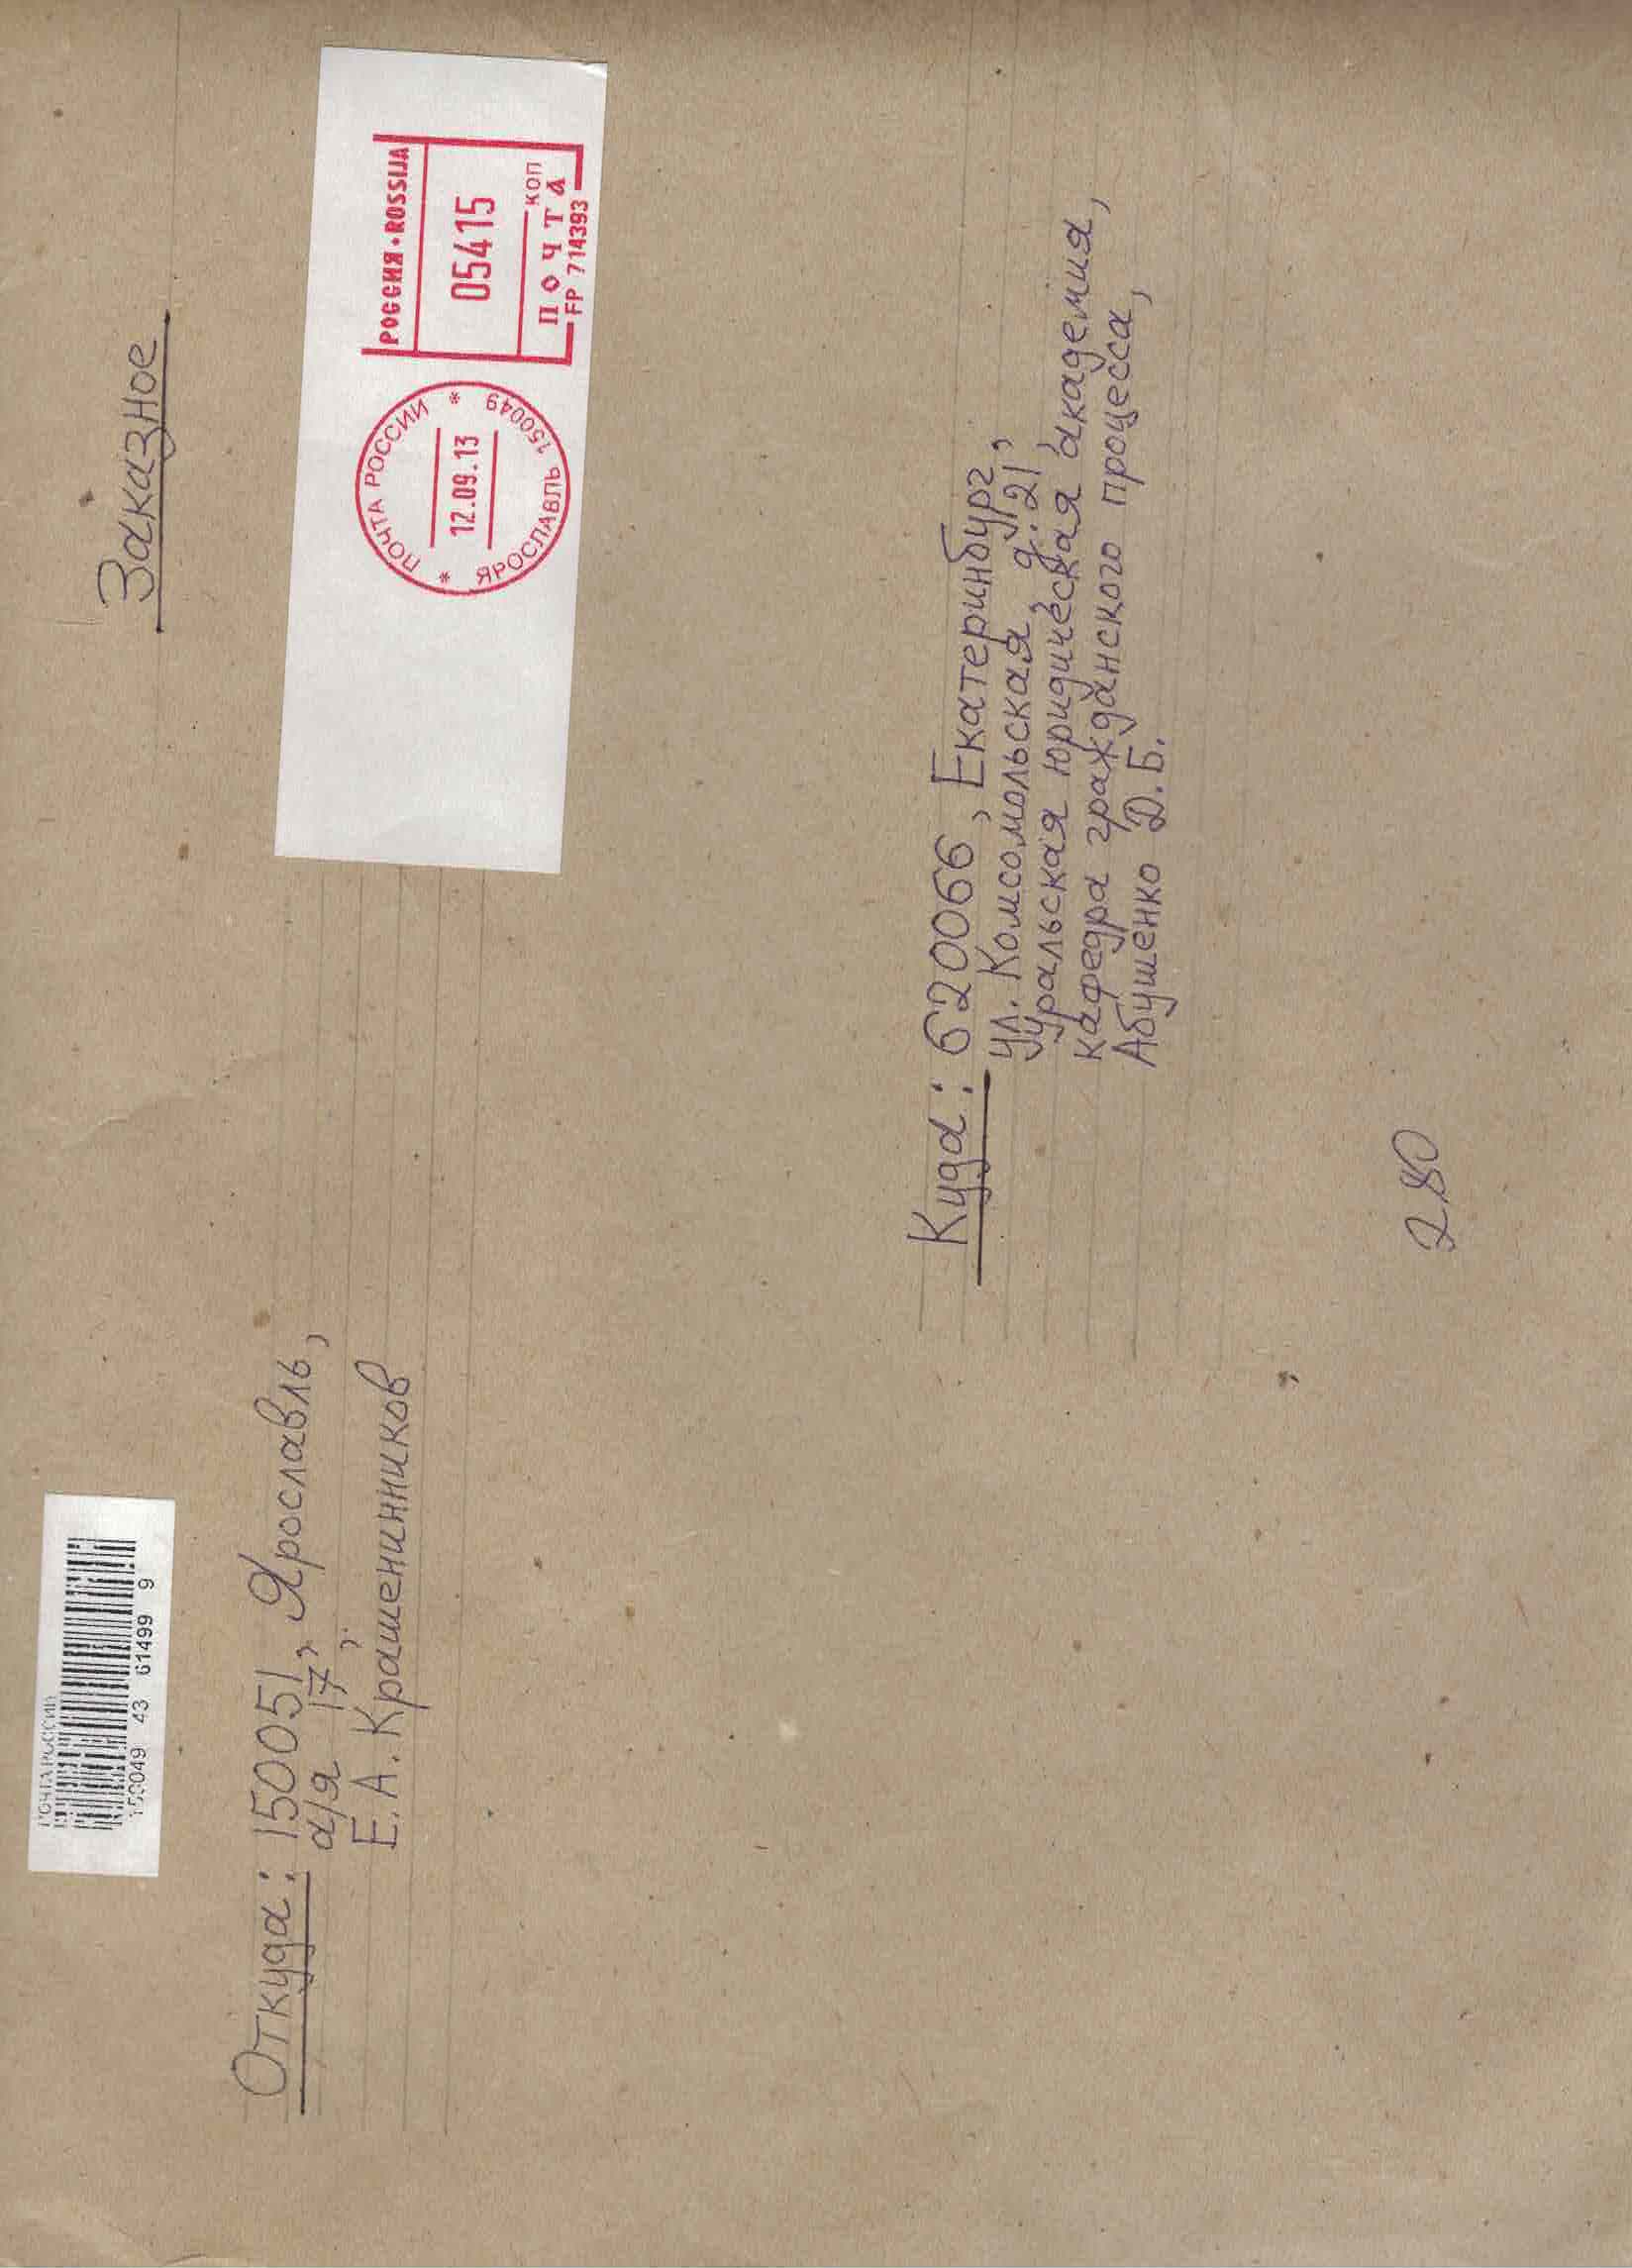 ПОЧТА РОССИИ
150049 43 61499 9
Заказное
Откуда: 150051, Ярославль,
а/я 17,
Е.А. Крашенинников
ПОЧТА РОССИИ
12.09.13
ЯРОСЛАВЛЬ 150049
РОССИЯ • ROSSIJA
05415
КОП
ПОЧТА
FP 714393
Куда: 620066, Екатеринбург,
ул. Комсомольская, д. 21,
Уральская юридическая академия,
кафедра гражданского процесса,
Абушенко Д.Б.
280